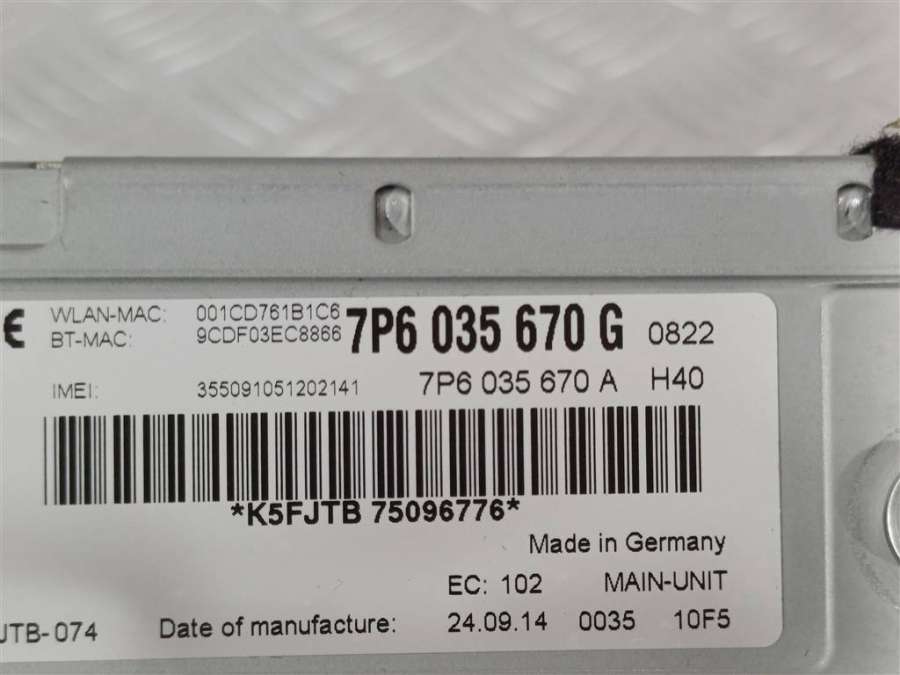 CE WLAN-MAC: 001CD761B1C6 7P6 035 670 G 0822
BT-MAC: 9CDF03EC8866
IMEI: 355091051202141 7P6 035 670 A H40
*K5FJTB 75096776*
Made in Germany
EC: 102 MAIN-UNIT
JTB-074 Date of manufacture: 24.09.14 0035 10F5